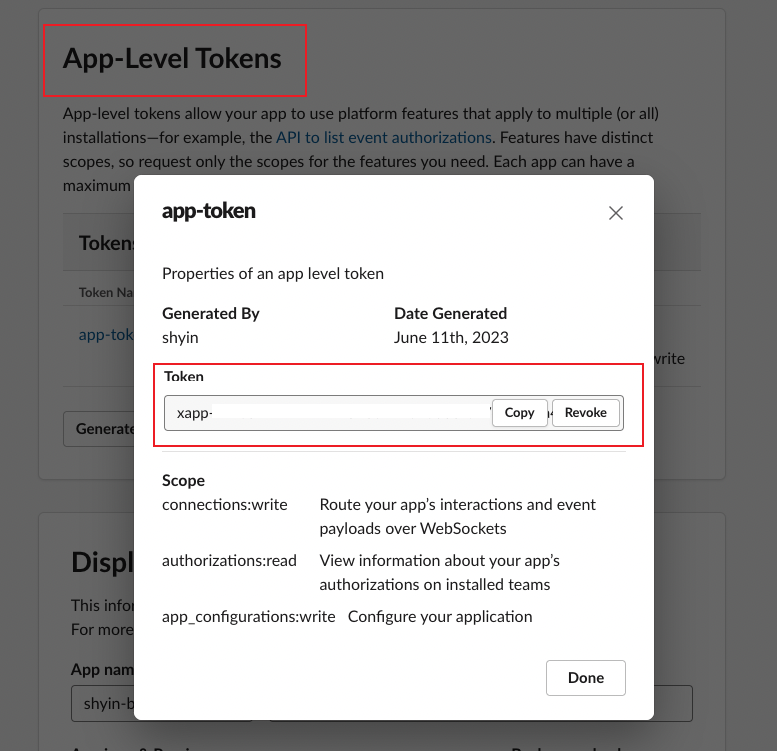 App-Level Tokens
App-level tokens allow your app to use platform features that apply to multiple (or all)
installations—for example, the API to list event authorizations. Features have distinct
scopes, so request only the scopes for the features you need. Each app can have a
maximum
app-token
Properties of an app level token
Generated By
Date Generated
shyin
June 11th, 2023
Token
xapp-
Copy
Revoke
Scope
connections:write
Route your app's interactions and event
payloads over WebSockets
authorizations:read
View information about your app's
authorizations on installed teams
app_configurations:write
Configure your application
Done
Token Na
app-tok
write
Generate
Displ
This infor
For more
App nam
shyin-b